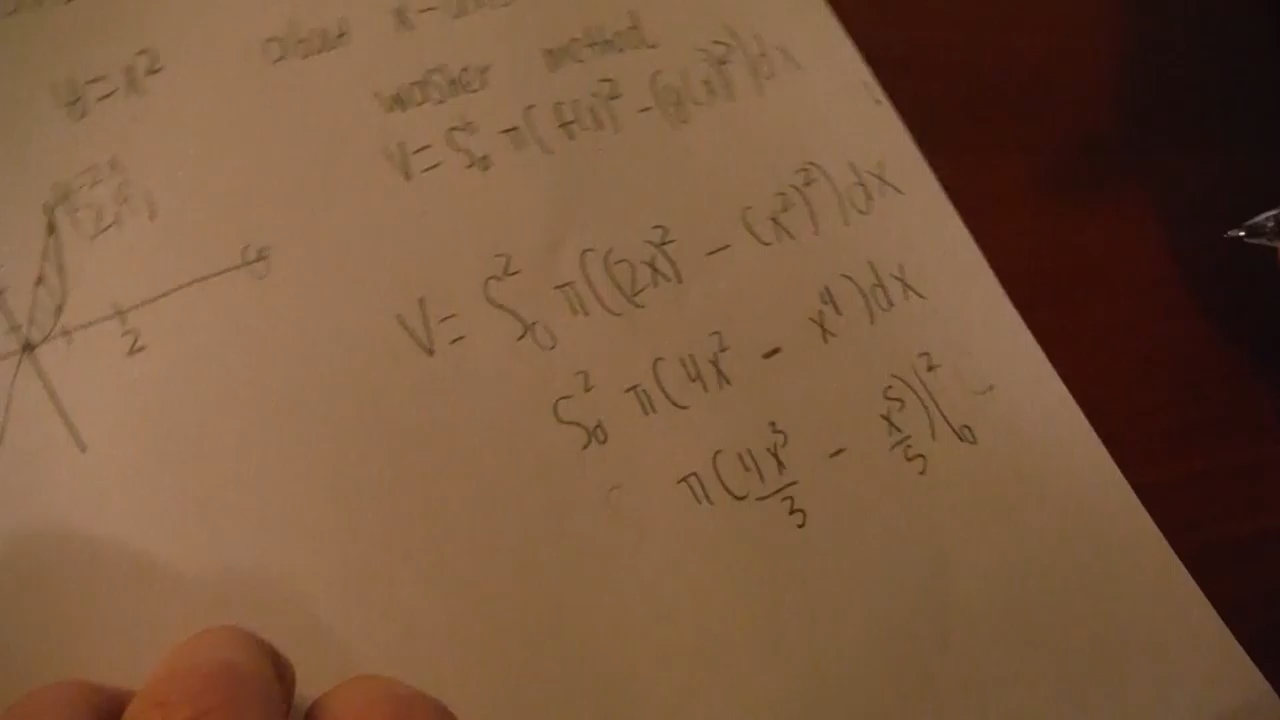 y = x²
about x-
washer method
V = ∫₀ π(f(x)² - (g(x))²)dx
2
V = ∫₀² π((2x)² - (x²)²)dx
∫₀² π(4x² - x⁴)dx
π(4x³/3 - x⁵/5)|₀²